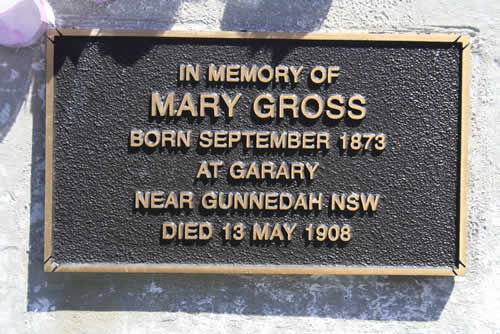 IN MEMORY OF
MARY GROSS
BORN SEPTEMBER 1873
AT GARARY
NEAR GUNNEDAH NSW
DIED 13 MAY 1908